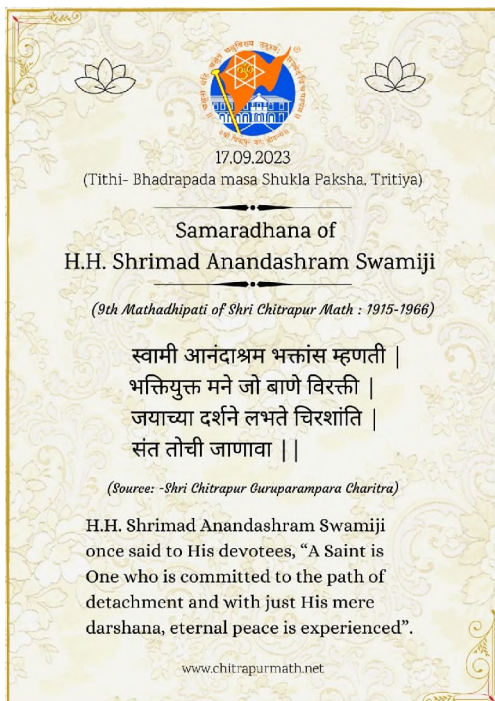 17.09.2023
(Tithi- Bhadrapada masa Shukla Paksha, Tritiya)
Samaradhana of
H.H. Shrimad Anandashram Swamiji
(9th Mathadhipati of Shri Chitrapur Math : 1915-1966)
स्वामी आनंदाश्रम भक्तांस म्हणती |
भक्तियुक्त मने जो बाणे विरक्ती |
जयाच्या दर्शने लभते चिरशांति |
संत तोची जाणावा ||
(Source: -Shri Chitrapur Guruparampara Charitra)
H.H. Shrimad Anandashram Swamiji
once said to His devotees, “A Saint is
One who is committed to the path of
detachment and with just His mere
darshana, eternal peace is experienced”.
www.chitrapurmath.net